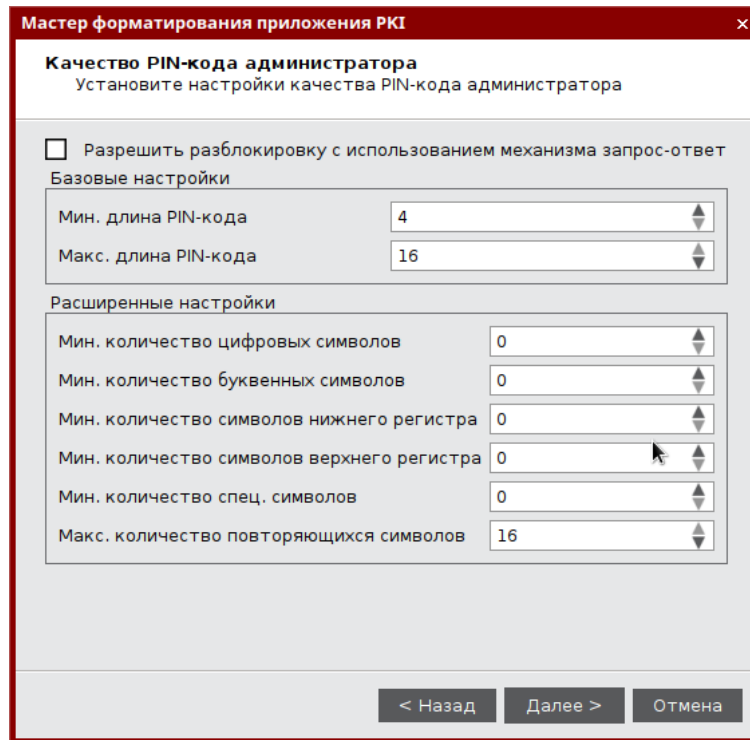 Мастер форматирования приложения PKI
Качество PIN-кода администратора
Установите настройки качества PIN-кода администратора
Разрешить разблокировку с использованием механизма запрос-ответ
Базовые настройки
Мин. длина PIN-кода 4
Макс. длина PIN-кода 16
Расширенные настройки
Мин. количество цифровых символов 0
Мин. количество буквенных символов 0
Мин. количество символов нижнего регистра 0
Мин. количество символов верхнего регистра 0
Мин. количество спец. символов 0
Макс. количество повторяющихся символов 16
< Назад Далее > Отмена